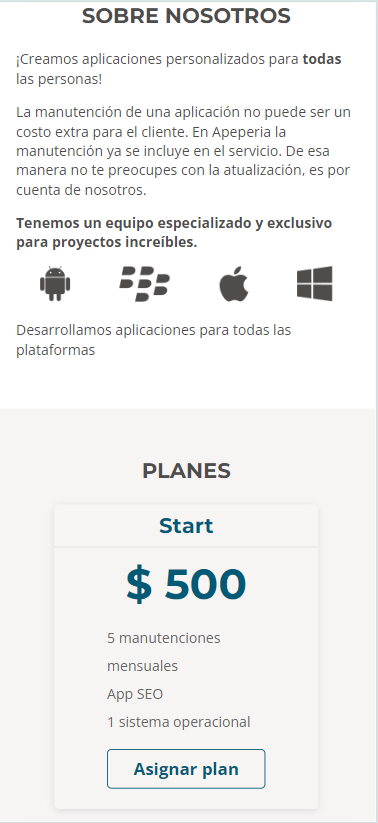 SOBRE NOSOTROS
¡Creamos aplicaciones personalizados para todas
las personas!
La manutención de una aplicación no puede ser un
costo extra para el cliente. En Apeperia la
manutención ya se incluye en el servicio. De esa
manera no te preocupes con la atualización, es por
cuenta de nosotros.
Tenemos un equipo especializado y exclusivo
para proyectos increíbles.
Desarrollamos aplicaciones para todas las
plataformas
PLANES
Start
$ 500
5 manutenciones
mensuales
App SEO
1 sistema operacional
Asignar plan